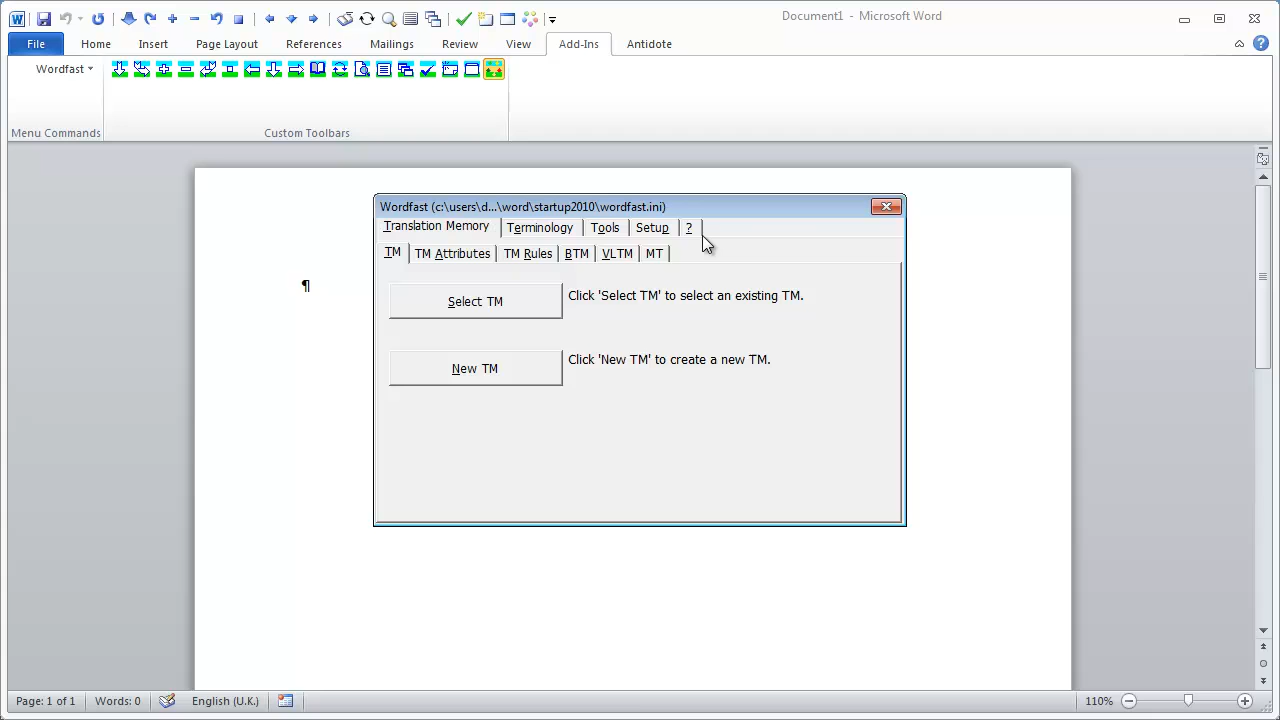 Document1 - Microsoft Word
File Home Insert Page Layout References Mailings Review View Add-Ins Antidote
Wordfast
Menu Commands Custom Toolbars
Wordfast (c:\users\d...\word\startup2010\wordfast.ini)
Translation Memory Terminology Tools Setup ?
TM TM Attributes TM Rules BTM VLTM MT
Select TM Click 'Select TM' to select an existing TM.
New TM Click 'New TM' to create a new TM.
¶
Page: 1 of 1 Words: 0 English (U.K.) 110%